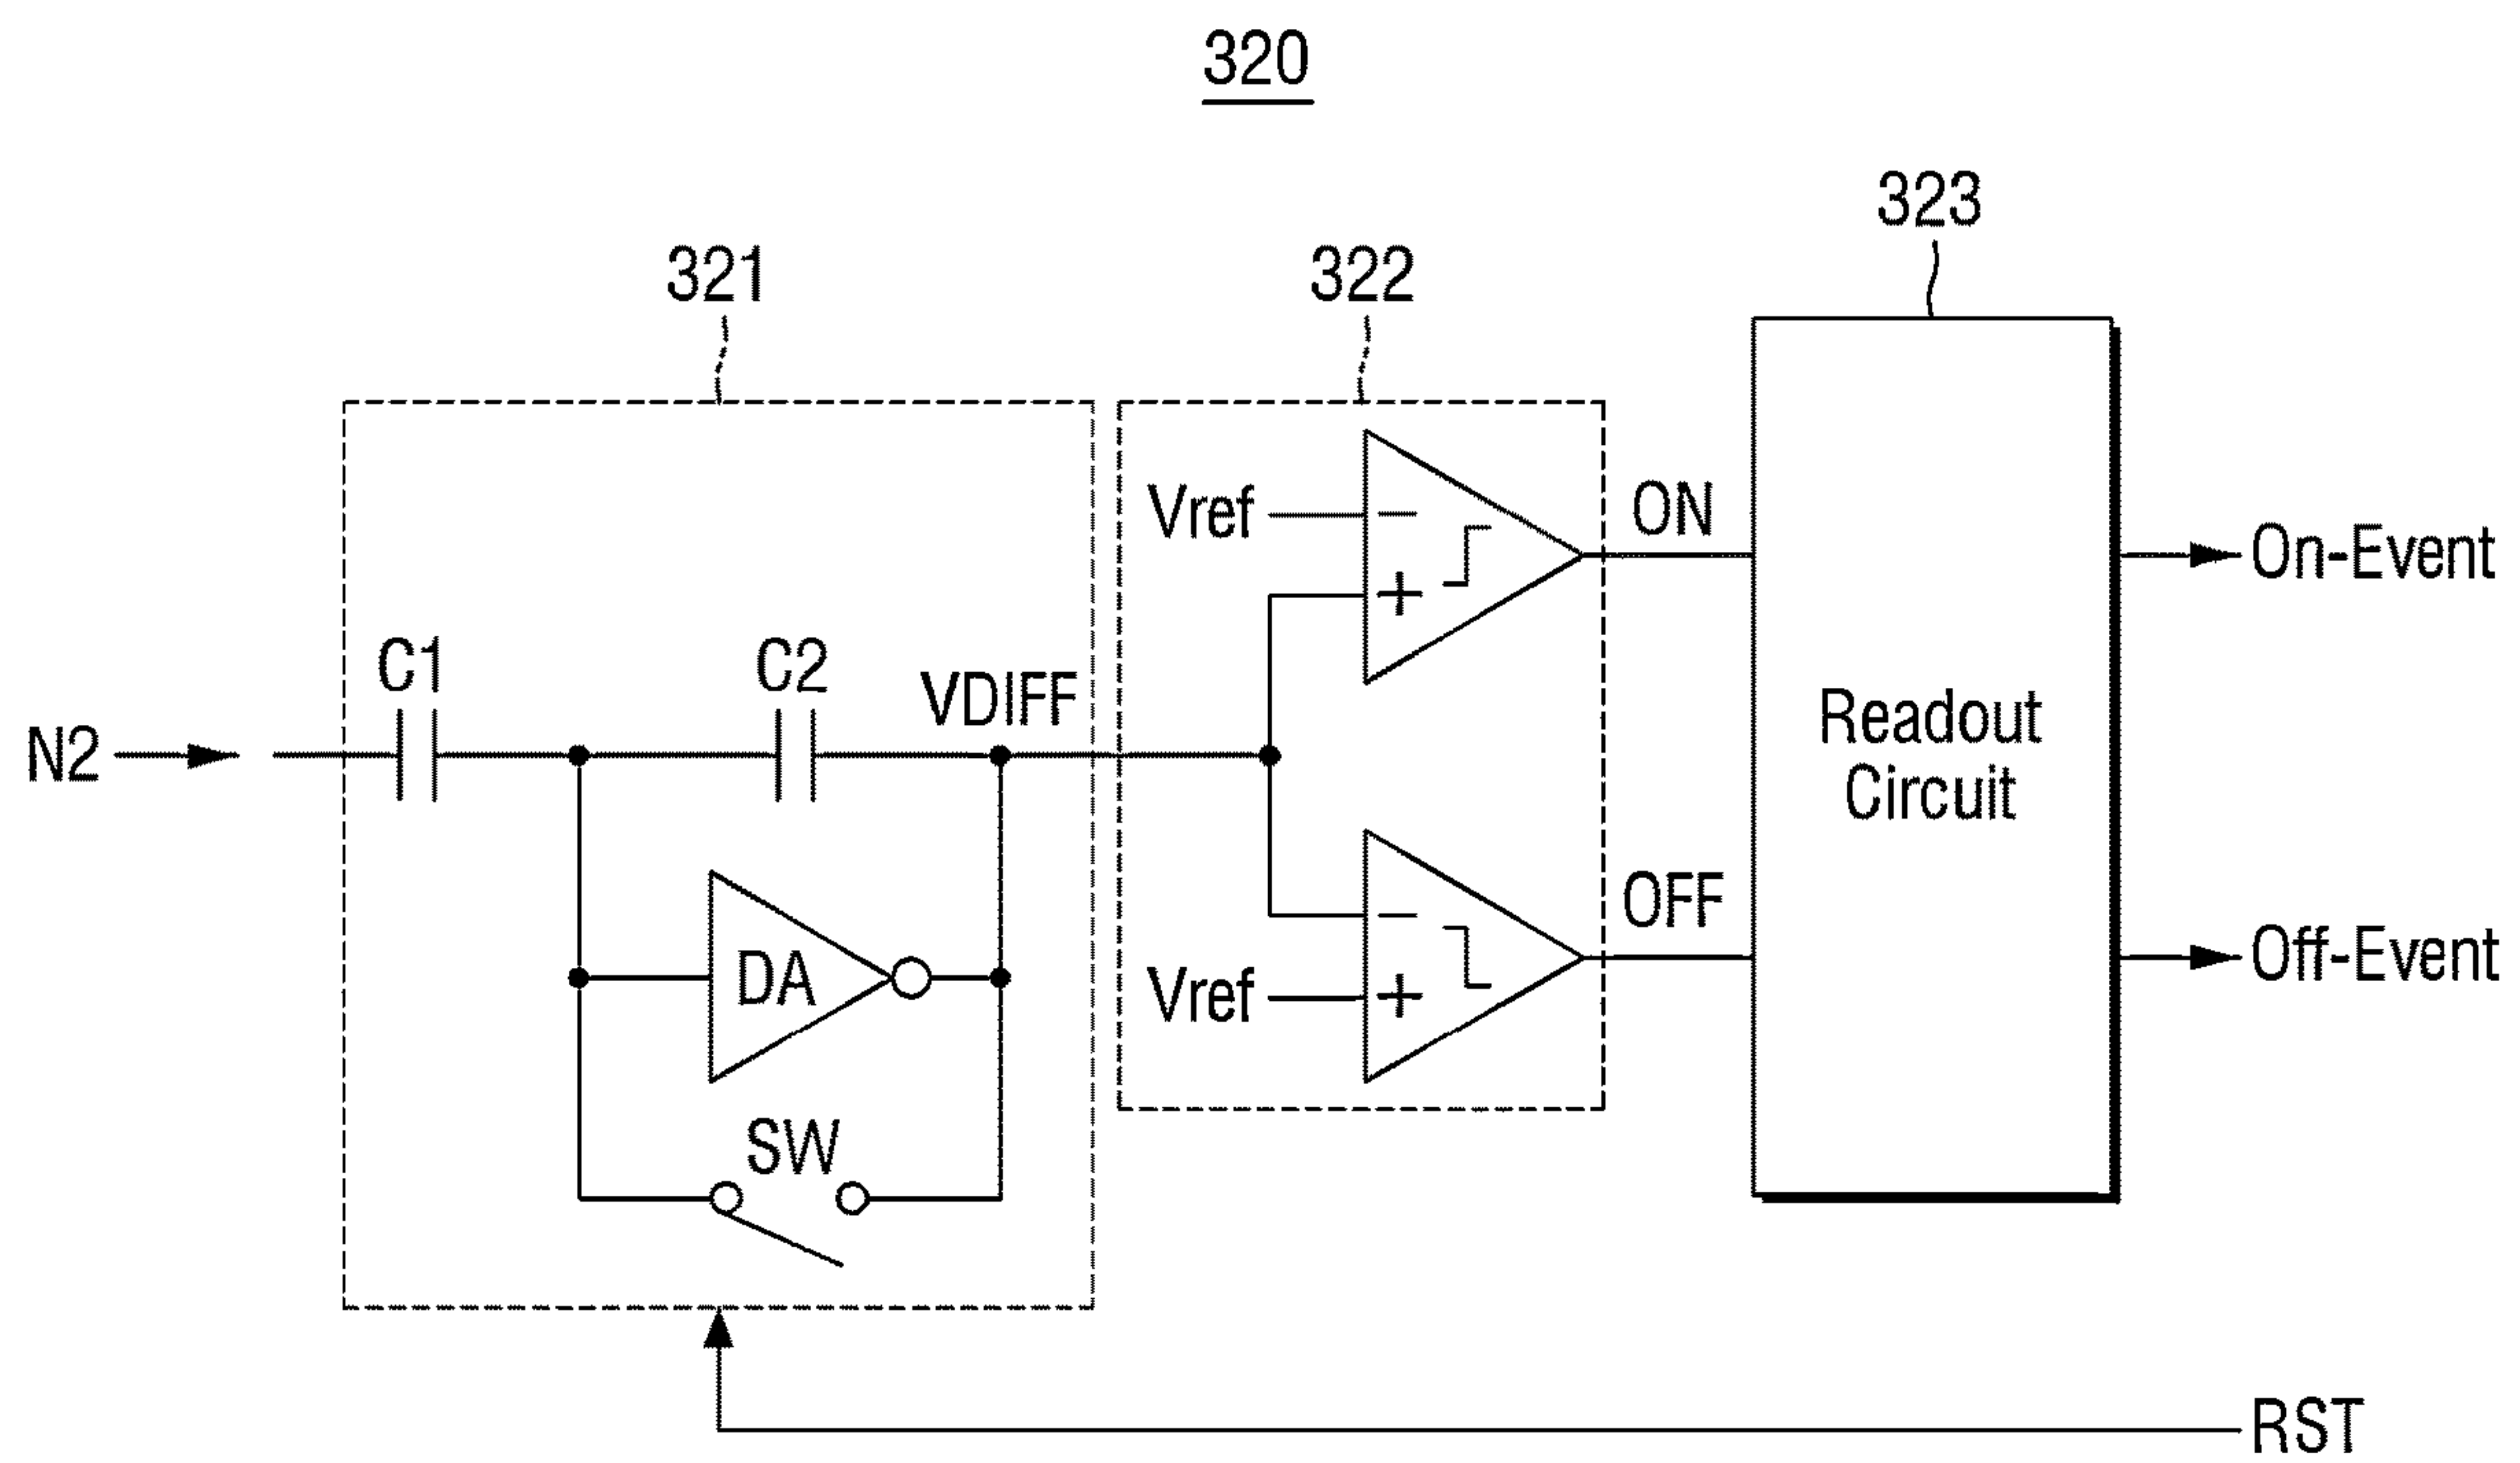 320
321
322
323
Vref
ON
On-Event
C1
C2
VDIFF
N2
Readout
Circuit
OFF
DA
Vref
Off-Event
SW
RST